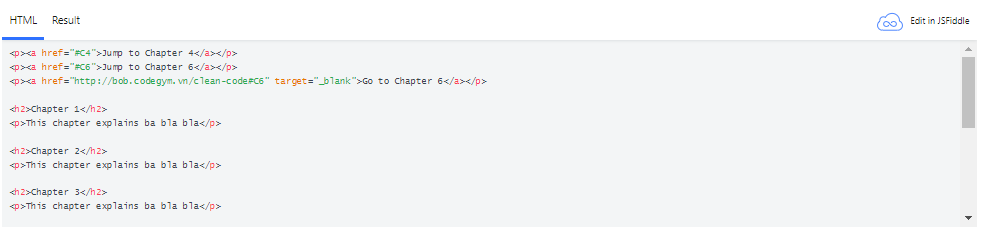 HTML Result Edit in JSFiddle
<p><a href="#C4">Jump to Chapter 4</a></p>
<p><a href="#C6">Jump to Chapter 6</a></p>
<p><a href="http://bob.codegym.vn/clean-code#C6" target="_blank">Go to Chapter 6</a></p>
<h2>Chapter 1</h2>
<p>This chapter explains ba bla bla</p>
<h2>Chapter 2</h2>
<p>This chapter explains ba bla bla</p>
<h2>Chapter 3</h2>
<p>This chapter explains ba bla bla</p>